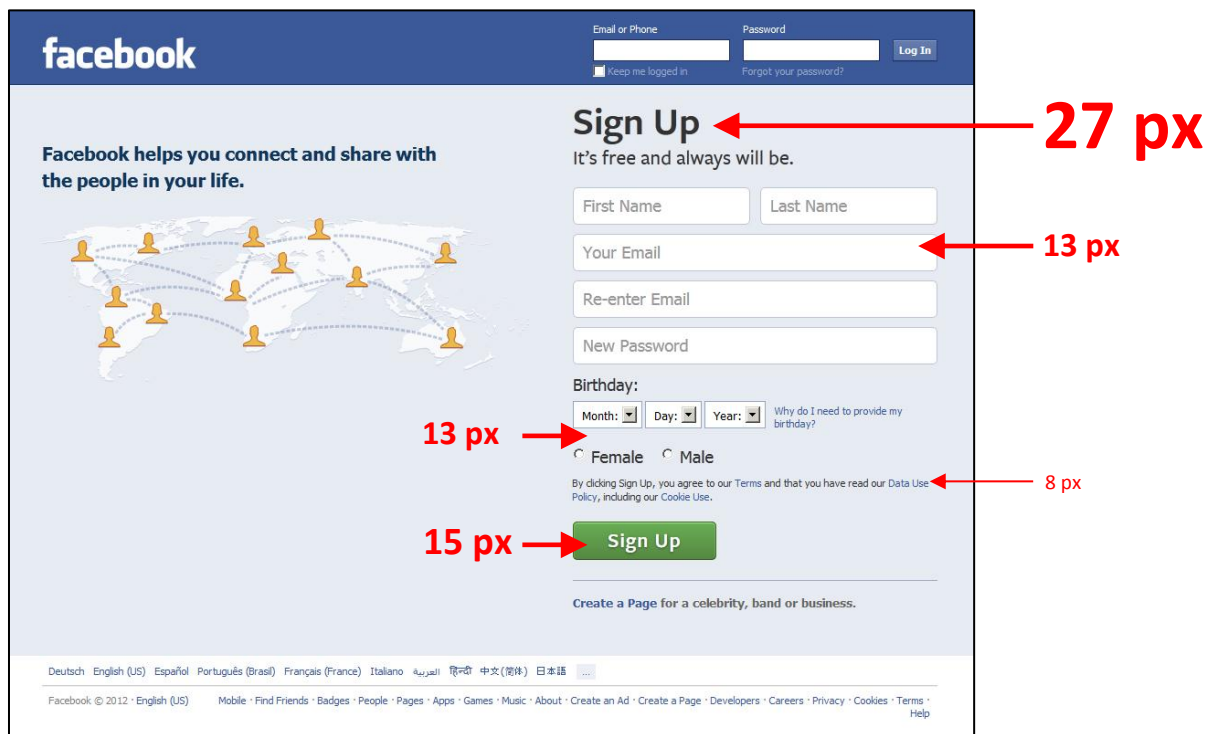 facebook
Email or Phone
Password
Log In
Keep me logged in
Forgot your password?
Facebook helps you connect and share with
the people in your life.
Sign Up
27 px
It's free and always will be.
First Name
Last Name
Your Email
13 px
Re-enter Email
New Password
Birthday:
Month:
Day:
Year:
Why do I need to provide my
birthday?
13 px
Female
Male
By clicking Sign Up, you agree to our Terms and that you have read our Data Use
Policy, including our Cookie Use.
8 px
15 px
Sign Up
Create a Page for a celebrity, band or business.
Deutsch English (US) Español Português (Brasil) Français (France) Italiano العربية हिन्दी 中文(简体) 日本語 ...
Facebook © 2012 · English (US)
Mobile · Find Friends · Badges · People · Pages · Apps · Games · Music · About · Create an Ad · Create a Page · Developers · Careers · Privacy · Cookies · Terms ·
Help